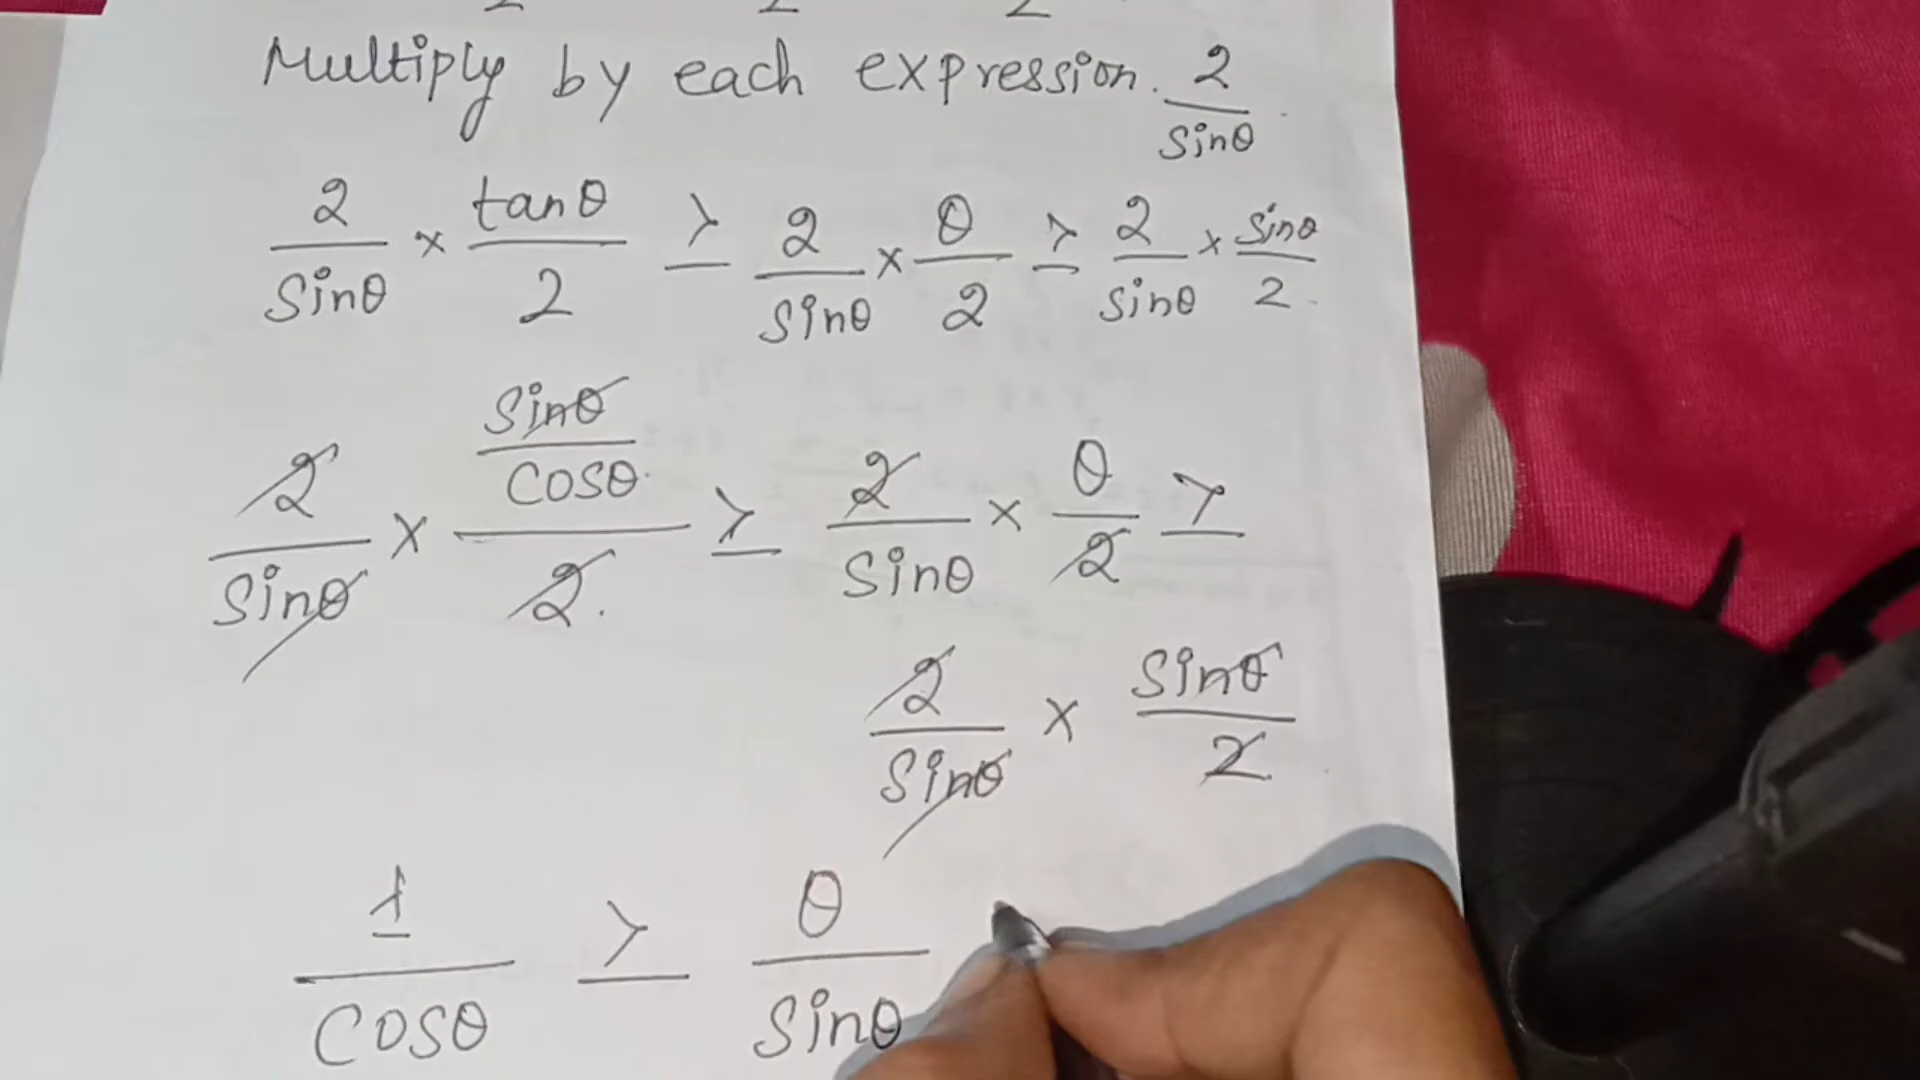 Multiply by each expression. 2/sinθ
2/sinθ × tanθ/2 ≥ 2/sinθ × θ/2 ≥ 2/sinθ × sinθ/2.
2/sinθ × (sinθ/cosθ)/2. ≥ 2/sinθ × θ/2 ≥
2/sinθ × sinθ/2
1/cosθ ≥ θ/sinθ